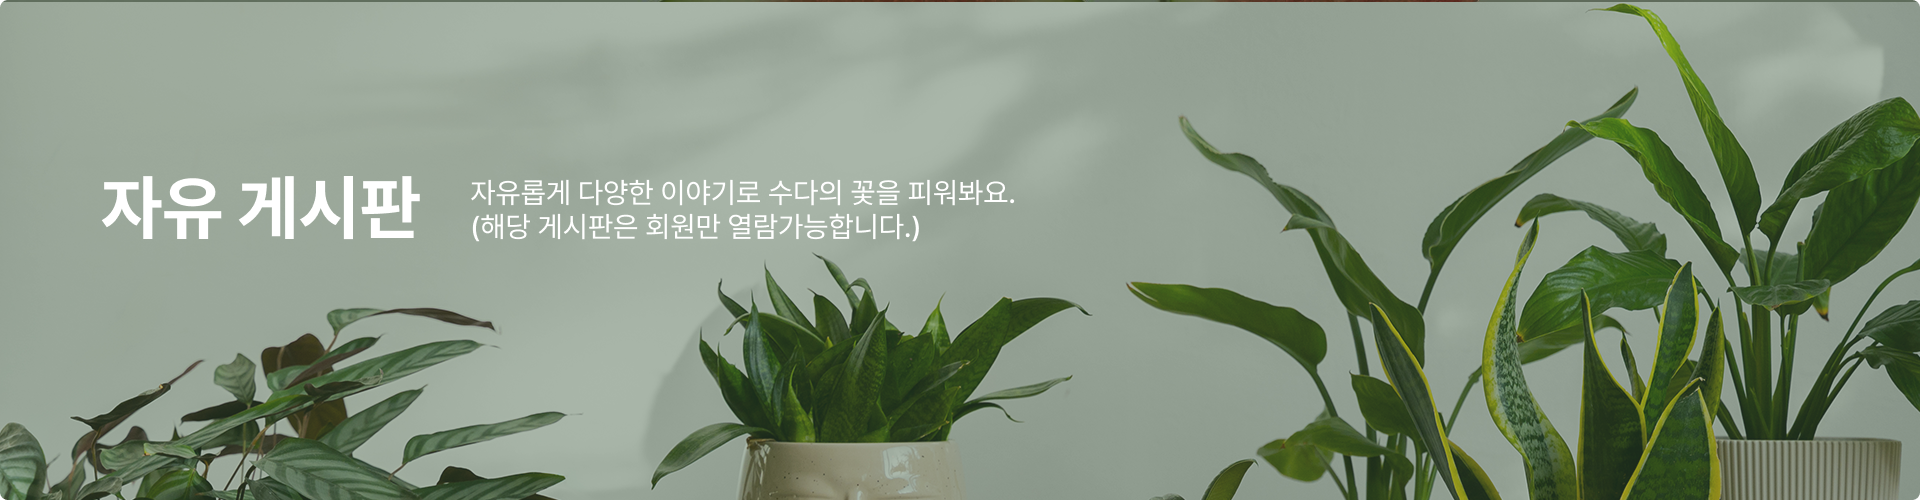 자유 게시판
자유롭게 다양한 이야기로 수다의 꽃을 피워봐요.
(해당 게시판은 회원만 열람가능합니다.)